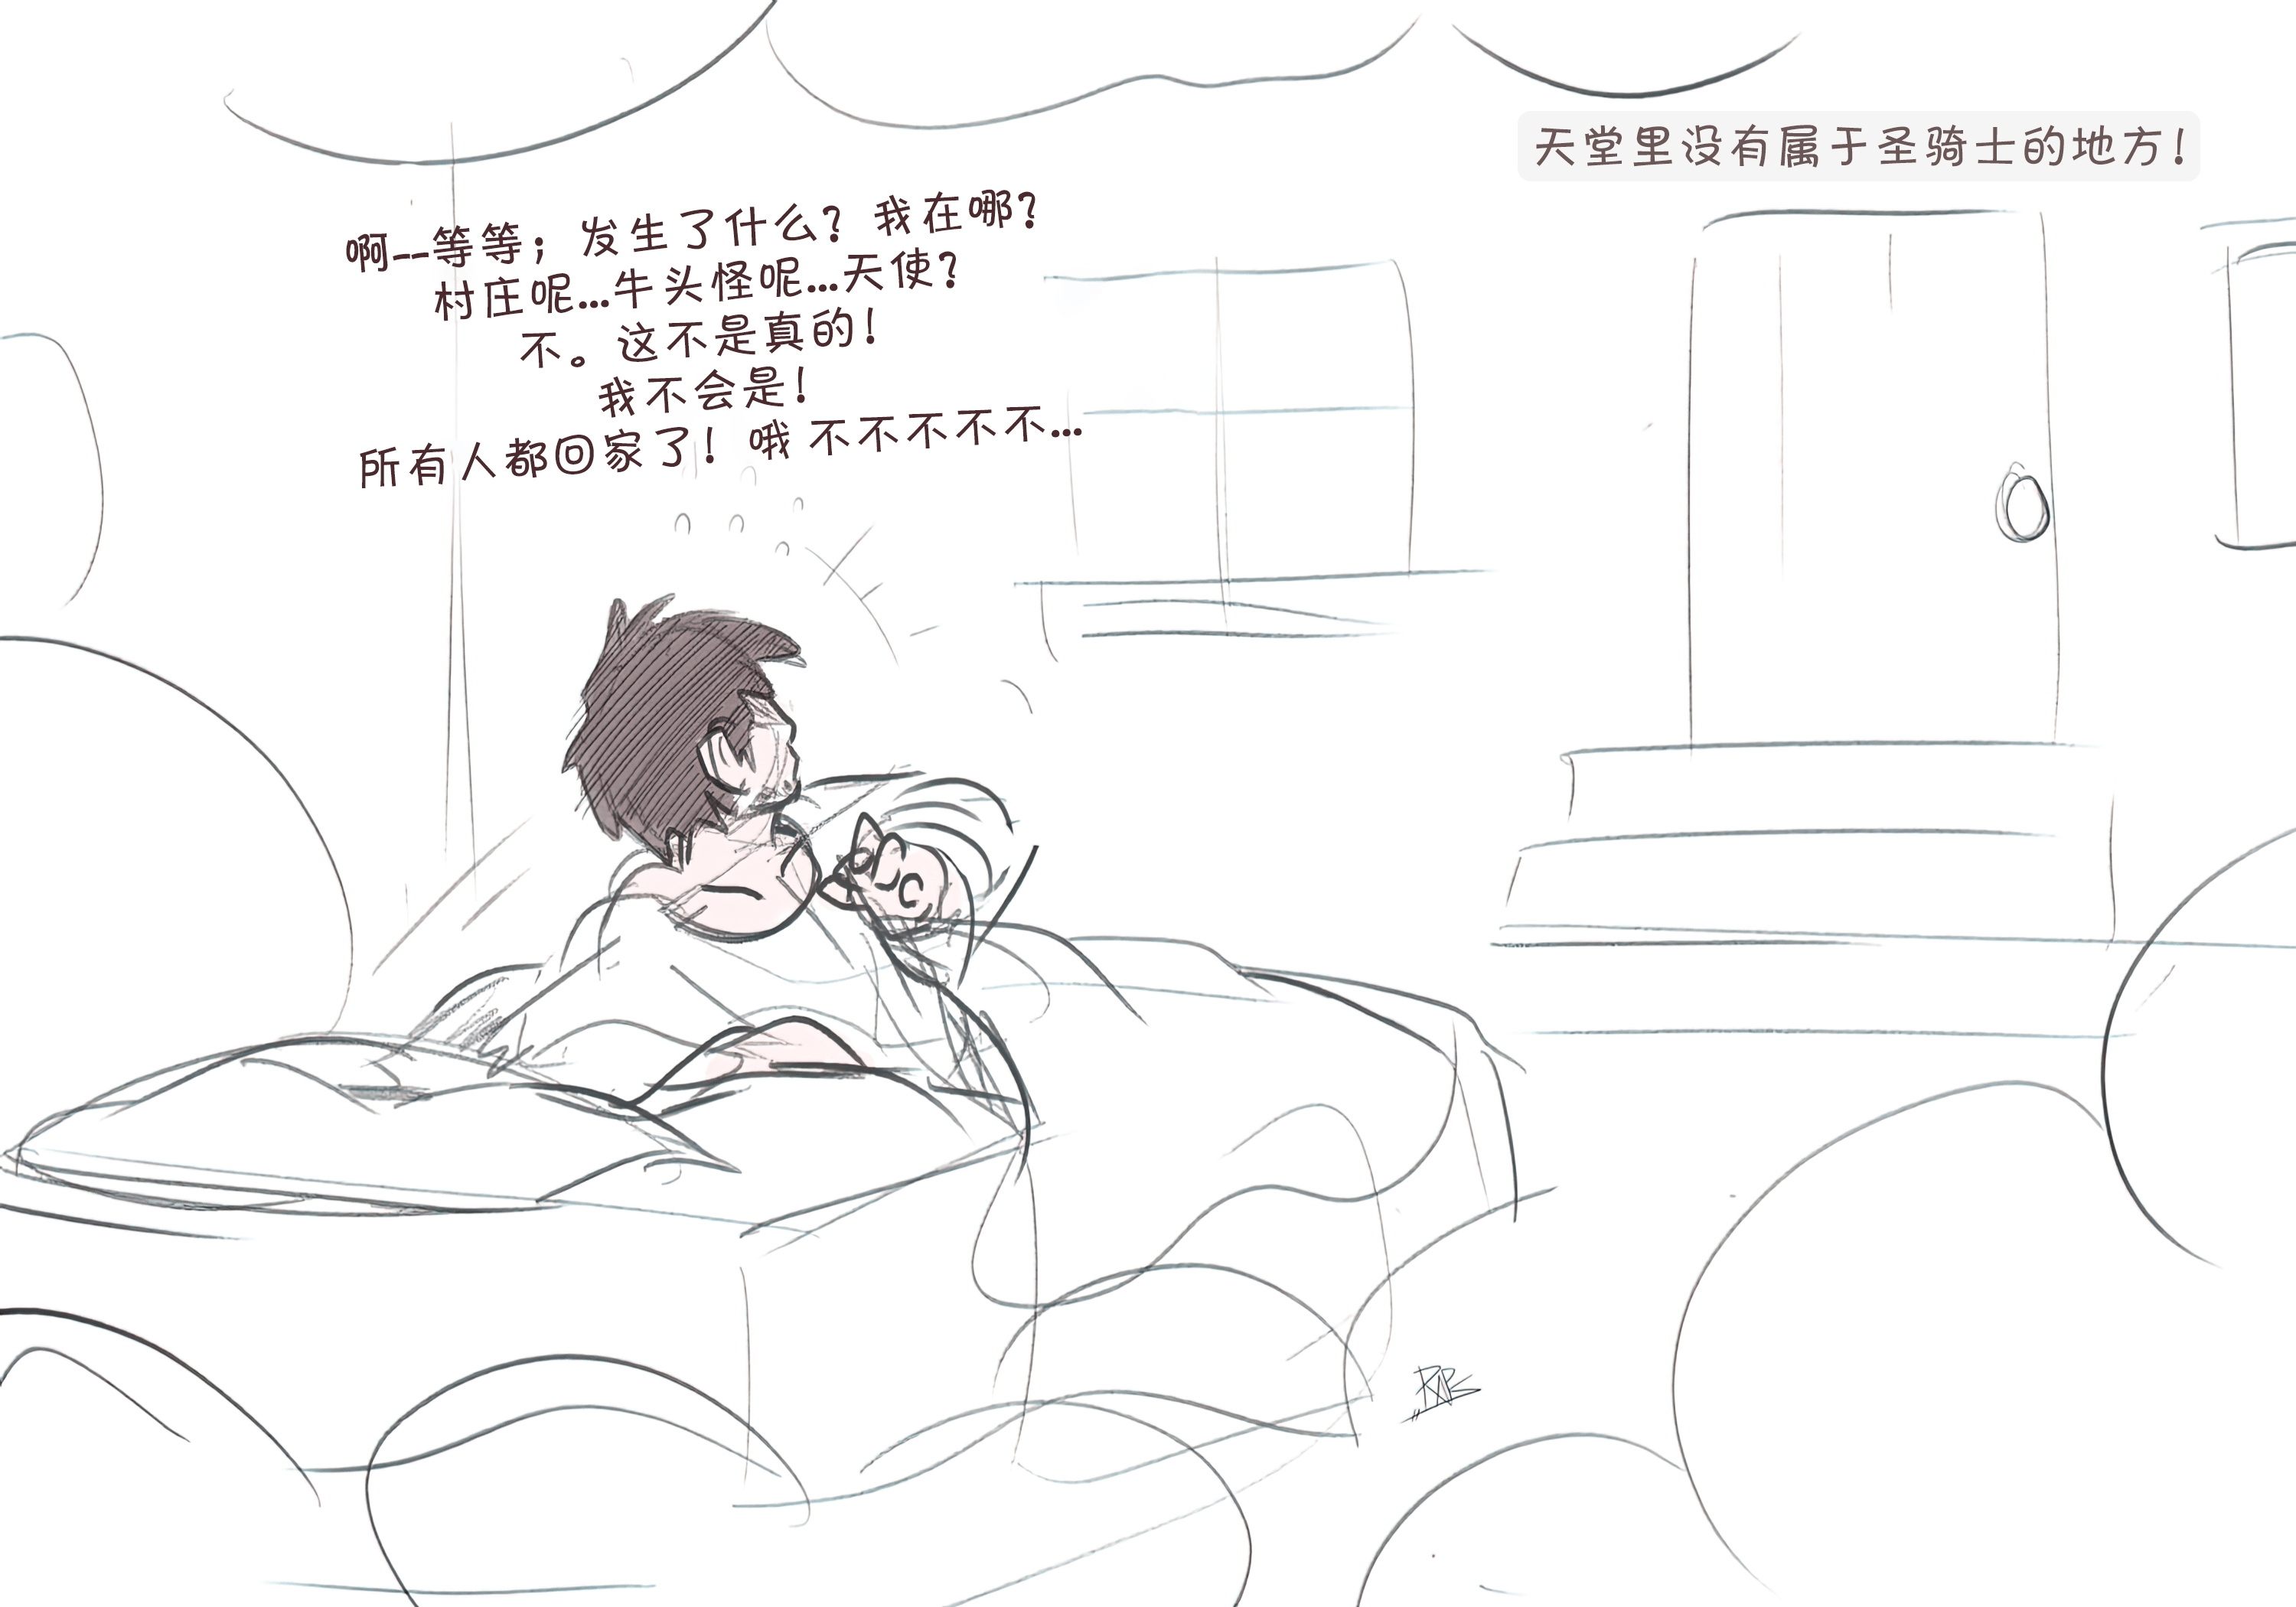 天堂里没有属于圣骑士的地方！
啊--等等；发生了什么？我在哪？
村庄呢...牛头怪呢...天使？
不。这不是真的！
我不会是！
所有人都回家了！哦 不不不不不...